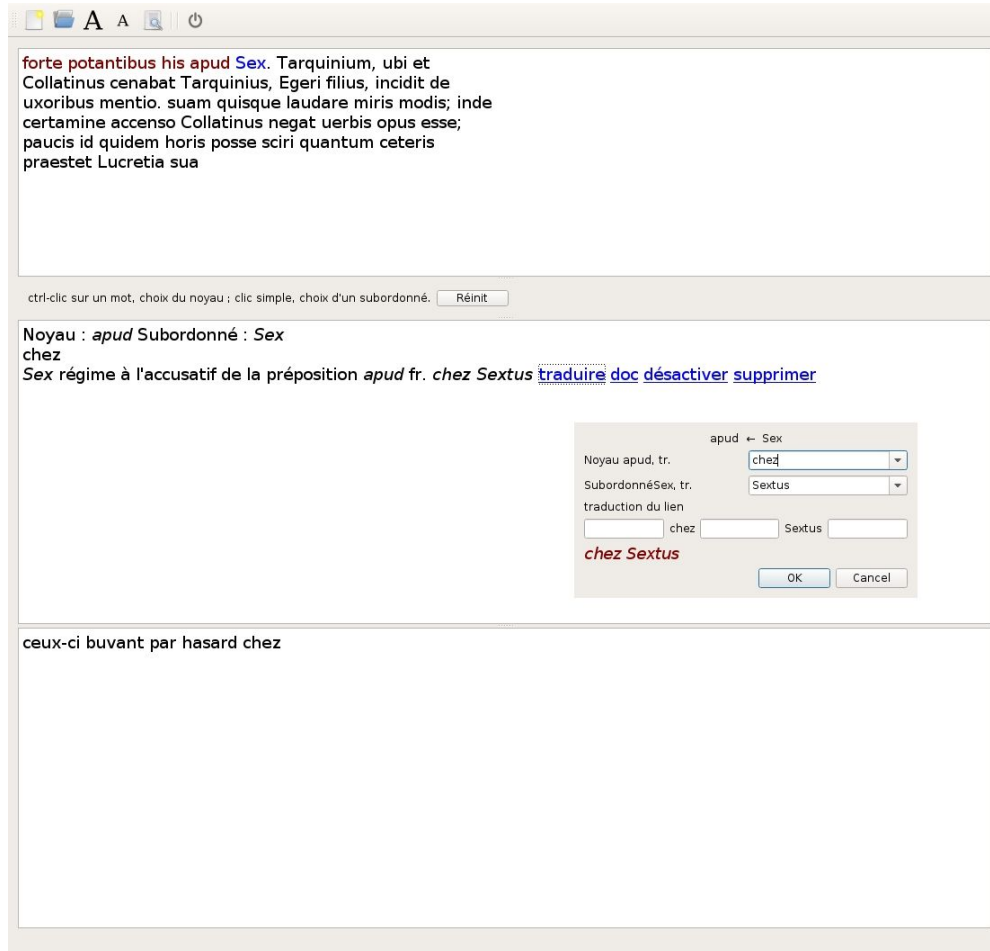 A A
forte potantibus his apud Sex. Tarquinium, ubi et
Collatinus cenabat Tarquinius, Egeri filius, incidit de
uxoribus mentio. suam quisque laudare miris modis; inde
certamine accenso Collatinus negat uerbis opus esse;
paucis id quidem horis posse sciri quantum ceteris
praestet Lucretia sua
ctrl-clic sur un mot, choix du noyau ; clic simple, choix d'un subordonné. Réinit
Noyau : apud Subordonné : Sex
chez
Sex régime à l'accusatif de la préposition apud fr. chez Sextus traduire doc désactiver supprimer
apud ← Sex
Noyau apud, tr. chez
SubordonnéSex, tr. Sextus
traduction du lien
chez Sextus
chez Sextus
OK Cancel
ceux-ci buvant par hasard chez